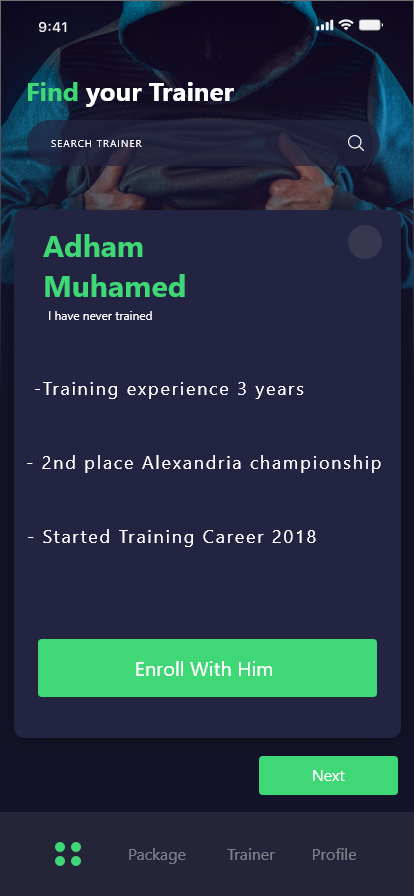 9:41
Find your Trainer
SEARCH TRAINER
Adham
Muhamed
I have never trained
-Training experience 3 years
- 2nd place Alexandria championship
- Started Training Career 2018
Enroll With Him
Next
Package Trainer Profile